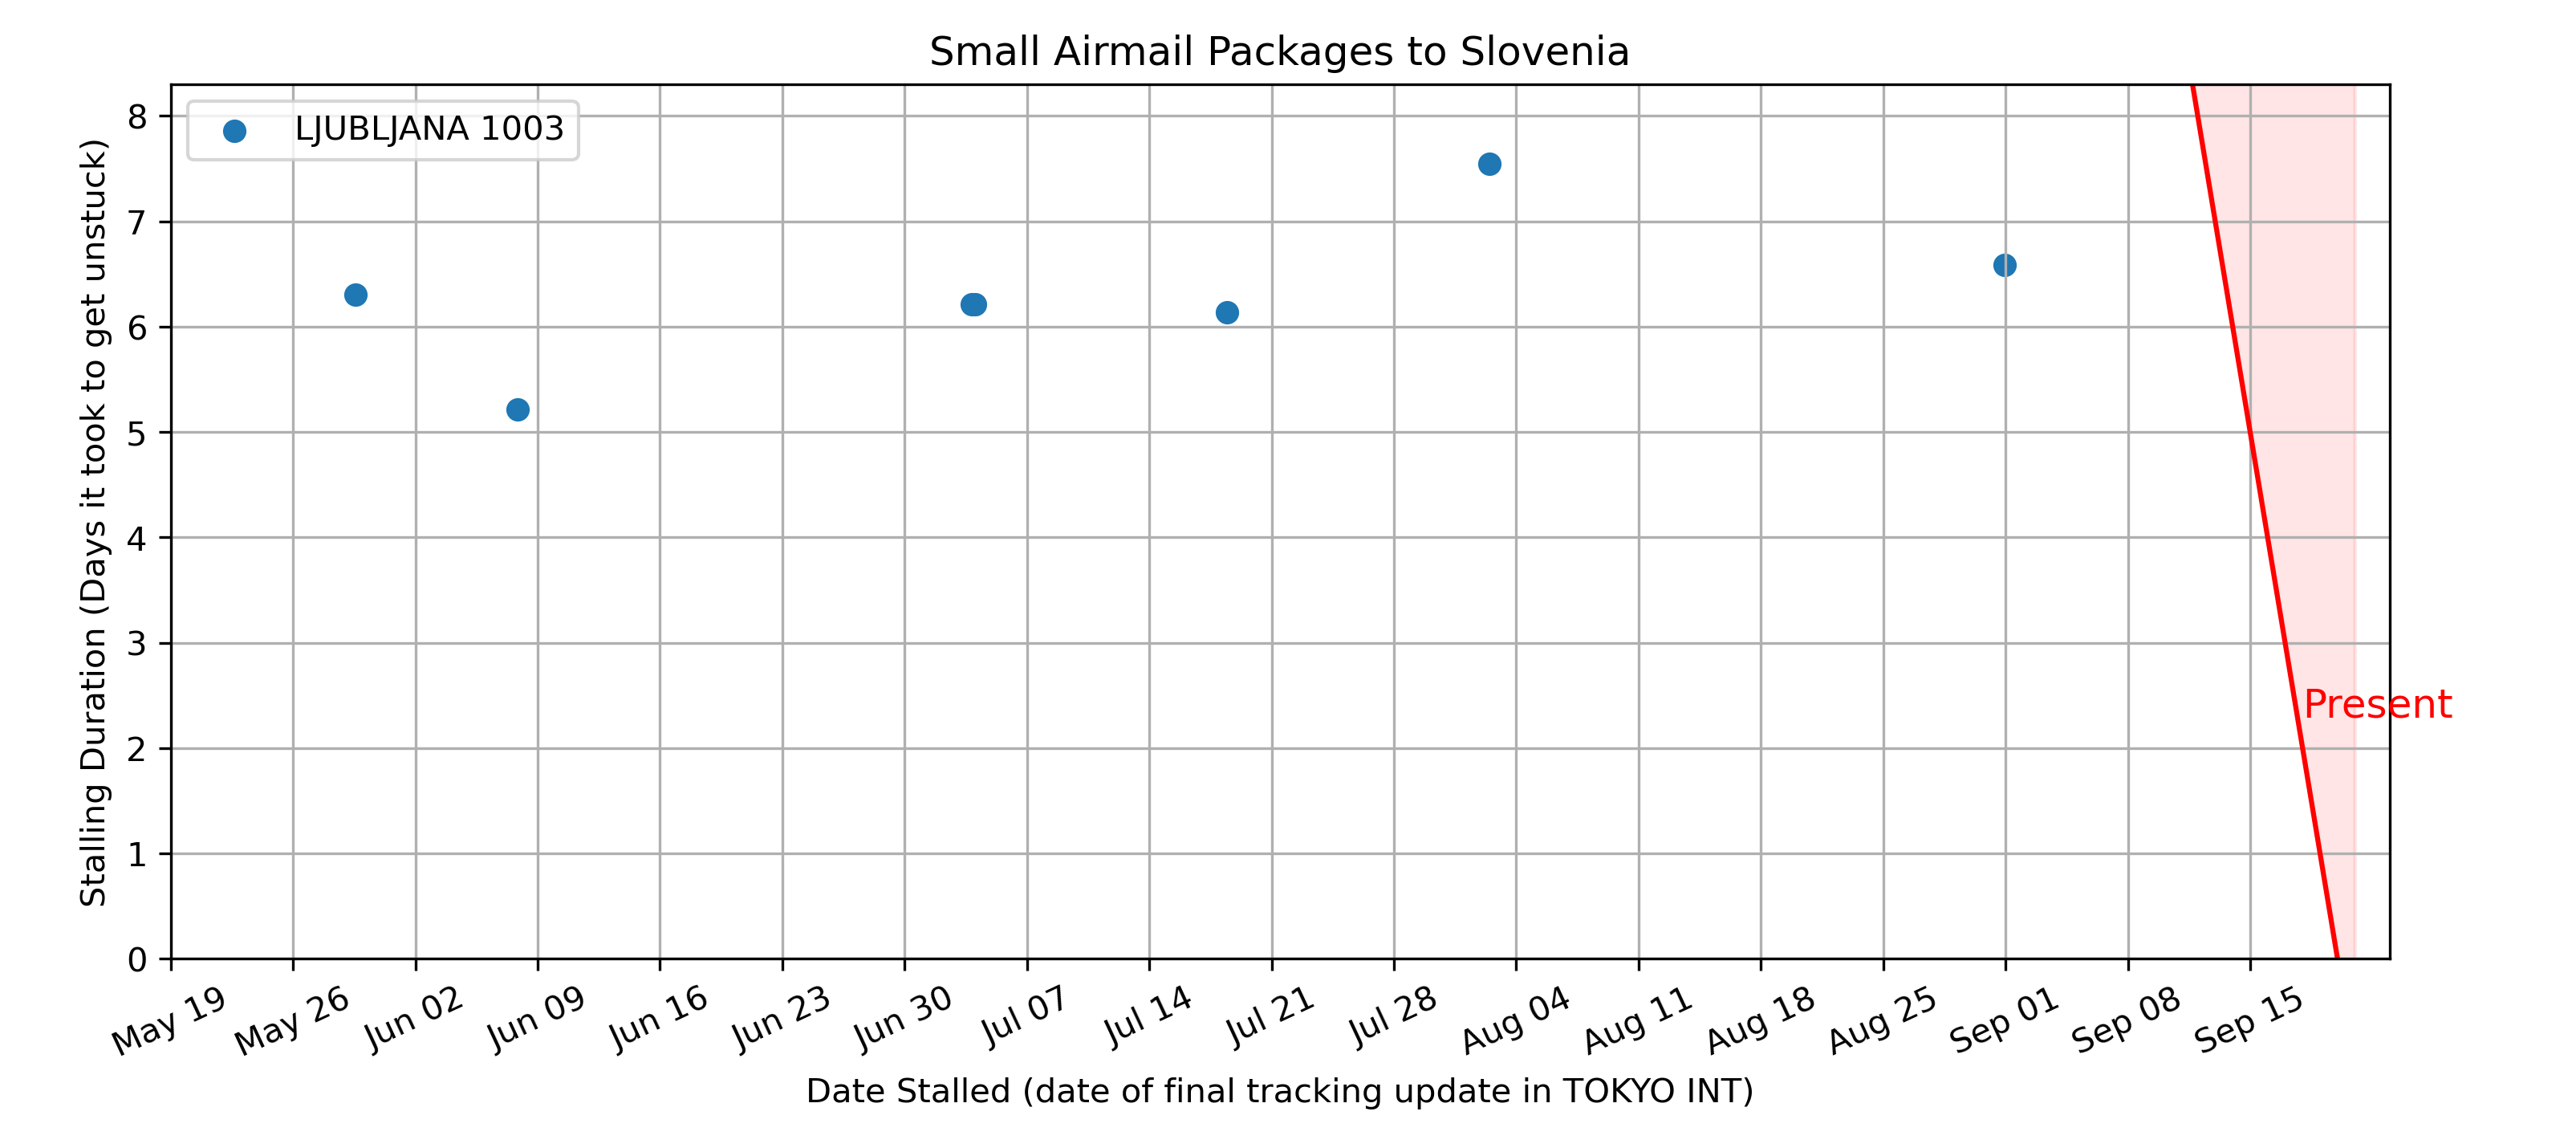 Small Airmail Packages to Slovenia
LJUBLJANA 1003
Stalling Duration (Days it took to get unstuck)
8
7
6
5
4
3
2
1
0
Present
May 19
May 26
Jun 02
Jun 09
Jun 16
Jun 23
Jun 30
Jul 07
Jul 14
Jul 21
Jul 28
Aug 04
Aug 11
Aug 18
Aug 25
Sep 01
Sep 08
Sep 15
Date Stalled (date of final tracking update in TOKYO INT)